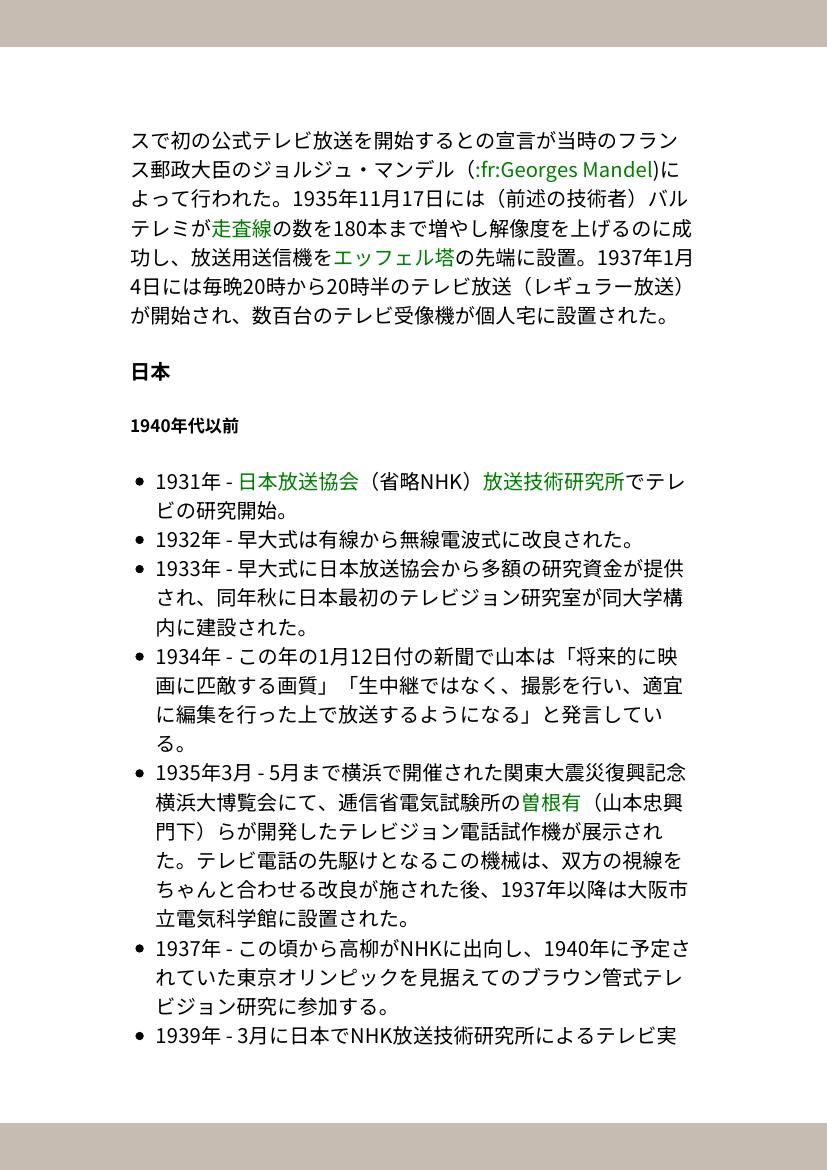 スで初の公式テレビ放送を開始するとの宣言が当時のフラン
ス郵政大臣のジョルジュ・マンデル（:fr:Georges Mandel)に
よって行われた。1935年11月17日には（前述の技術者）バル
テレミが走査線の数を180本まで増やし解像度を上げるのに成
功し、放送用送信機をエッフェル塔の先端に設置。1937年1月
4日には毎晩20時から20時半のテレビ放送（レギュラー放送）
が開始され、数百台のテレビ受像機が個人宅に設置された。
日本
1940年代以前
• 1931年 - 日本放送協会（省略NHK）放送技術研究所でテレ
ビの研究開始。
• 1932年 - 早大式は有線から無線電波式に改良された。
• 1933年 - 早大式に日本放送協会から多額の研究資金が提供
され、同年秋に日本最初のテレビジョン研究室が同大学構
内に建設された。
• 1934年 - この年の1月12日付の新聞で山本は「将来的に映
画に匹敵する画質」「生中継ではなく、撮影を行い、適宜
に編集を行った上で放送するようになる」と発言してい
る。
• 1935年3月 - 5月まで横浜で開催された関東大震災復興記念
横浜大博覧会にて、逓信省電気試験所の曽根有（山本忠興
門下）らが開発したテレビジョン電話試作機が展示され
た。テレビ電話の先駆けとなるこの機械は、双方の視線を
ちゃんと合わせる改良が施された後、1937年以降は大阪市
立電気科学館に設置された。
• 1937年 - この頃から高柳がNHKに出向し、1940年に予定さ
れていた東京オリンピックを見据えてのブラウン管式テレ
ビジョン研究に参加する。
• 1939年 - 3月に日本でNHK放送技術研究所によるテレビ実